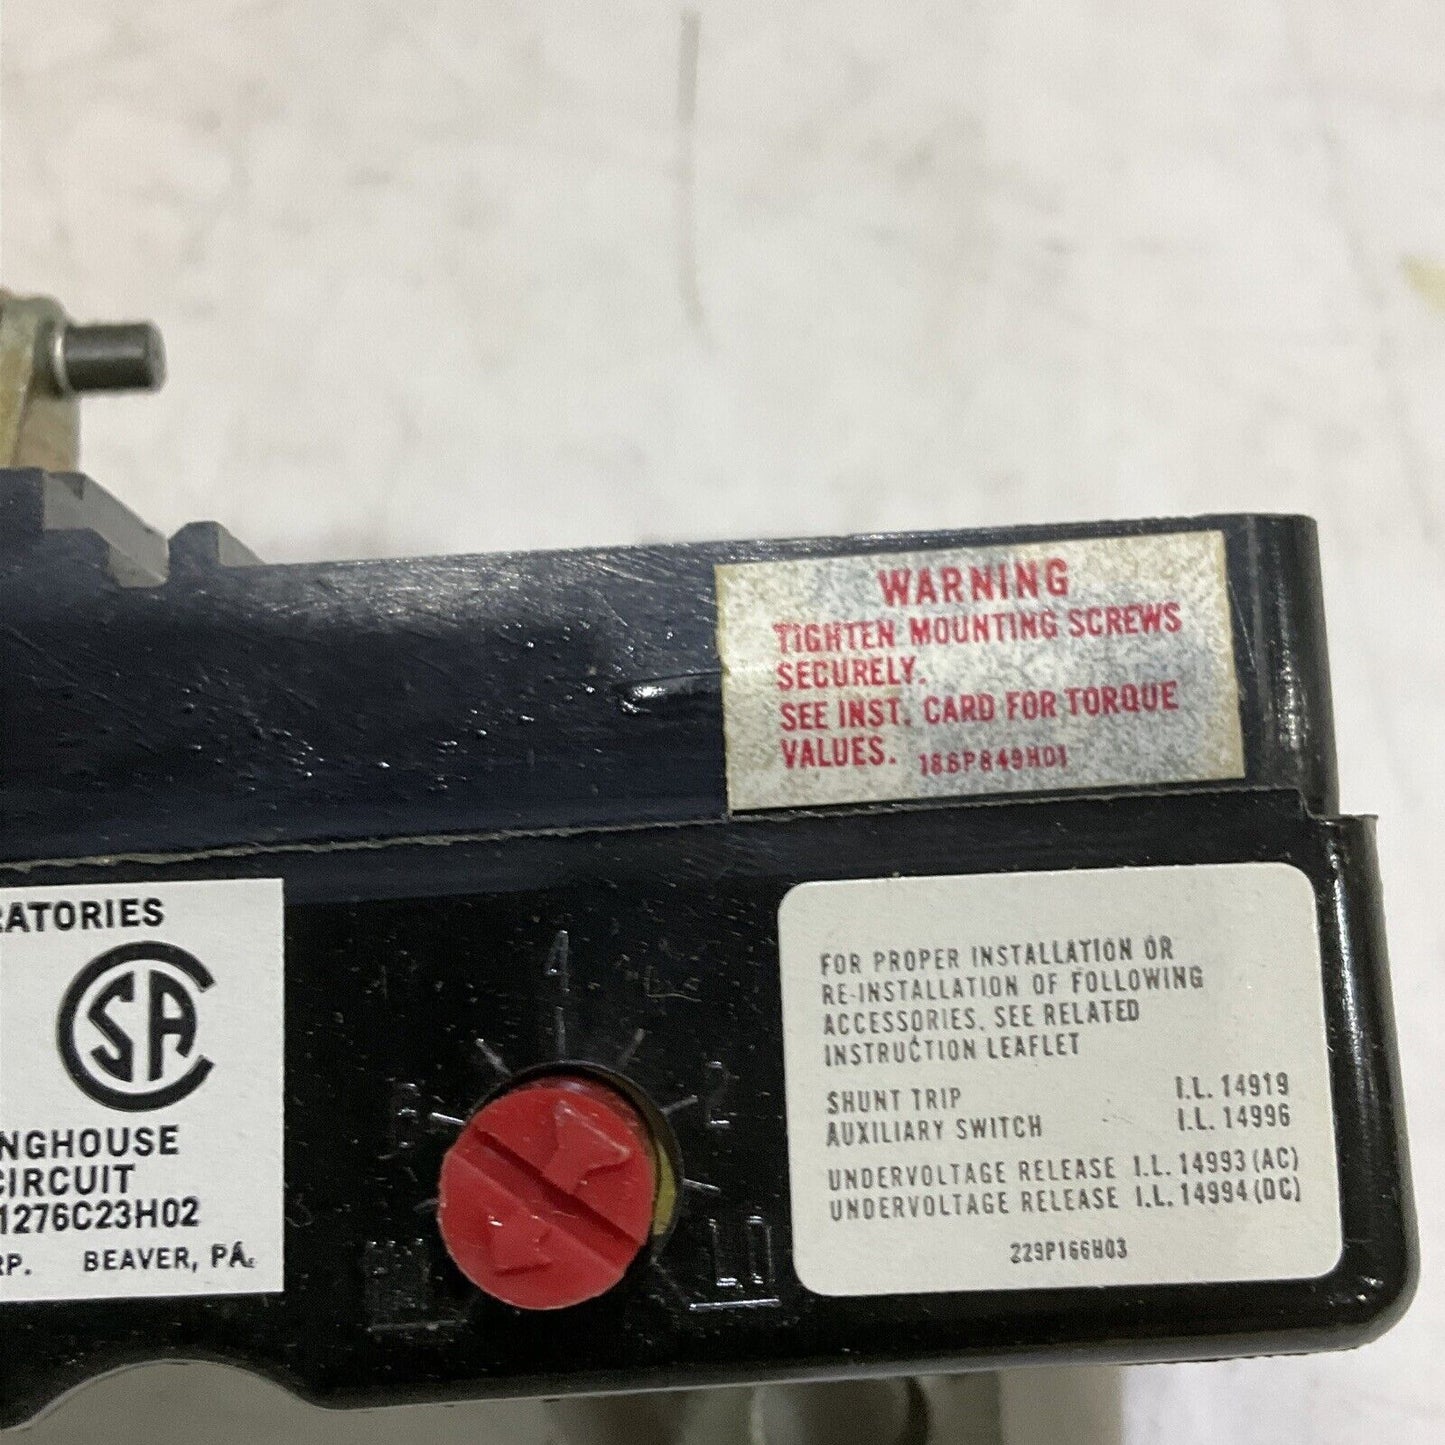 WARNING
TIGHTEN MOUNTING SCREWS
SECURELY.
SEE INST. CARD FOR TORQUE
VALUES. 186P849H01
RATORIES
CSA
NGHOUSE
CIRCUIT
1276C23H02
RP. BEAVER, PA.
4
2
LO
FOR PROPER INSTALLATION OR
RE-INSTALLATION OF FOLLOWING
ACCESSORIES, SEE RELATED
INSTRUCTION LEAFLET
SHUNT TRIP I.L. 14919
AUXILIARY SWITCH I.L. 14996
UNDERVOLTAGE RELEASE I.L. 14993 (AC)
UNDERVOLTAGE RELEASE I.L. 14994 (DC)
229P166H03